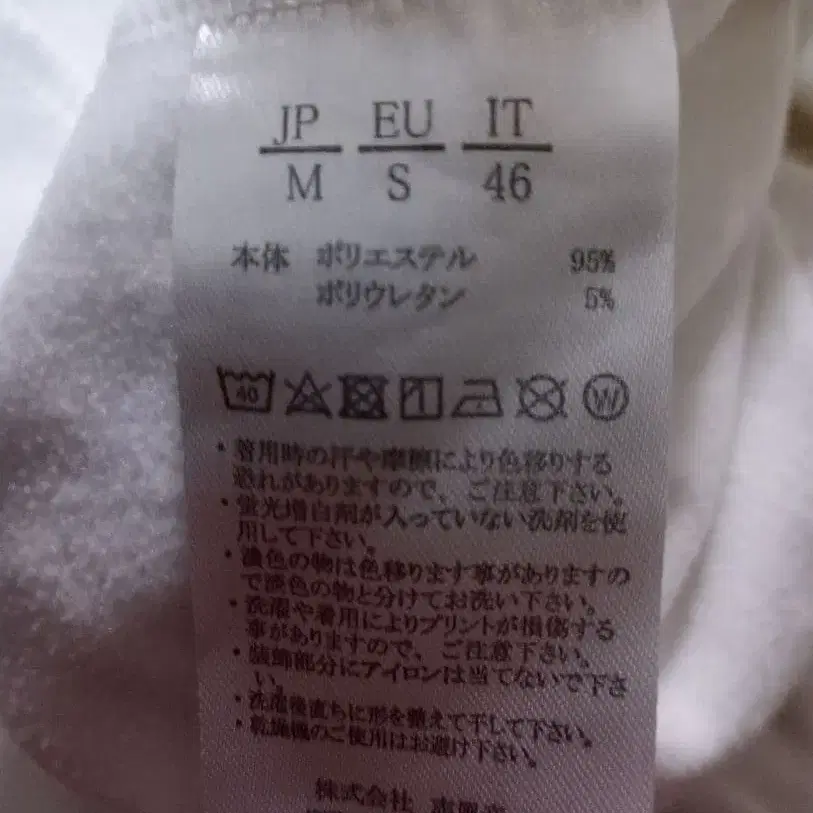 JP EU IT
M S 46
本体 ポリエステル 95%
ポリウレタン 5%
40
W
・着用時の汗や摩擦により色移りする
恐れがありますので、ご注意下さい。
・蛍光増白剤が入っていない洗剤を使
用して下さい。
・濃色の物は色移ります事がありますの
で淡色の物と分けてお洗い下さい。
・洗濯や着用によりプリントが損傷する
事がありますので、ご注意下さい。
・装飾部分にアイロンは当てないで下さ
い。
・洗濯後直ちに形を整えて干して下さい。
・乾燥機のご使用はお避け下さい。
株式会社